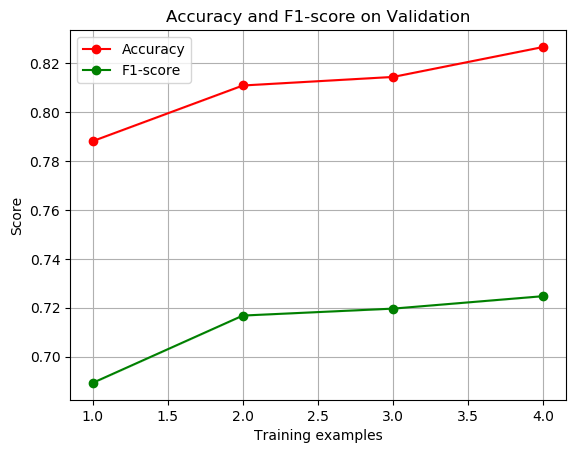 Accuracy and F1-score on Validation
Accuracy
F1-score
0.82
0.80
0.78
0.76
0.74
0.72
0.70
Score
1.0 1.5 2.0 2.5 3.0 3.5 4.0
Training examples